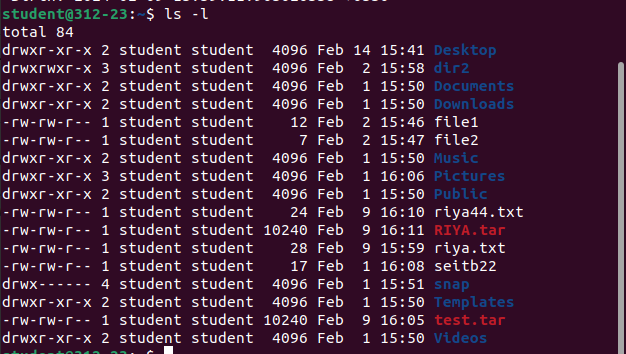 student@312-23:~$ ls -l
total 84
drwxr-xr-x 2 student student  4096 Feb 14 15:41 Desktop
drwxrwxr-x 3 student student  4096 Feb  2 15:58 dir2
drwxr-xr-x 2 student student  4096 Feb  1 15:50 Documents
drwxr-xr-x 2 student student  4096 Feb  1 15:50 Downloads
-rw-rw-r-- 1 student student    12 Feb  2 15:46 file1
-rw-rw-r-- 1 student student     7 Feb  2 15:47 file2
drwxr-xr-x 2 student student  4096 Feb  1 15:50 Music
drwxr-xr-x 3 student student  4096 Feb  1 16:06 Pictures
drwxr-xr-x 2 student student  4096 Feb  1 15:50 Public
-rw-rw-r-- 1 student student    24 Feb  9 16:10 riya44.txt
-rw-rw-r-- 1 student student 10240 Feb  9 16:11 RIYA.tar
-rw-rw-r-- 1 student student    28 Feb  9 15:59 riya.txt
-rw-rw-r-- 1 student student    17 Feb  1 16:08 seitb22
drwx------ 4 student student  4096 Feb  1 15:51 snap
drwxr-xr-x 2 student student  4096 Feb  1 15:50 Templates
-rw-rw-r-- 1 student student 10240 Feb  9 16:05 test.tar
drwxr-xr-x 2 student student  4096 Feb  1 15:50 Videos
student@312-23:~$